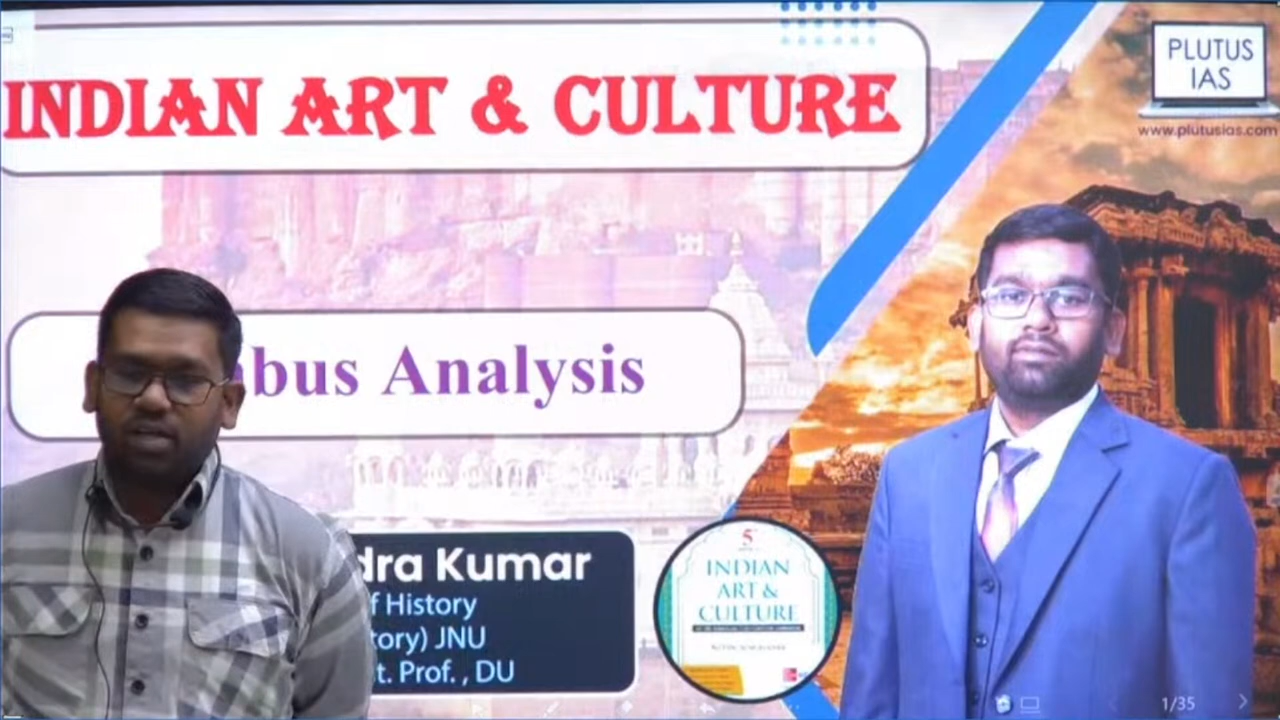 INDIAN ART & CULTURE
PLUTUS
IAS
www.plutusias.com
bus Analysis
dra Kumar
f History
tory) JNU
t. Prof. , DU
5
INDIAN
ART &
CULTURE
1/35